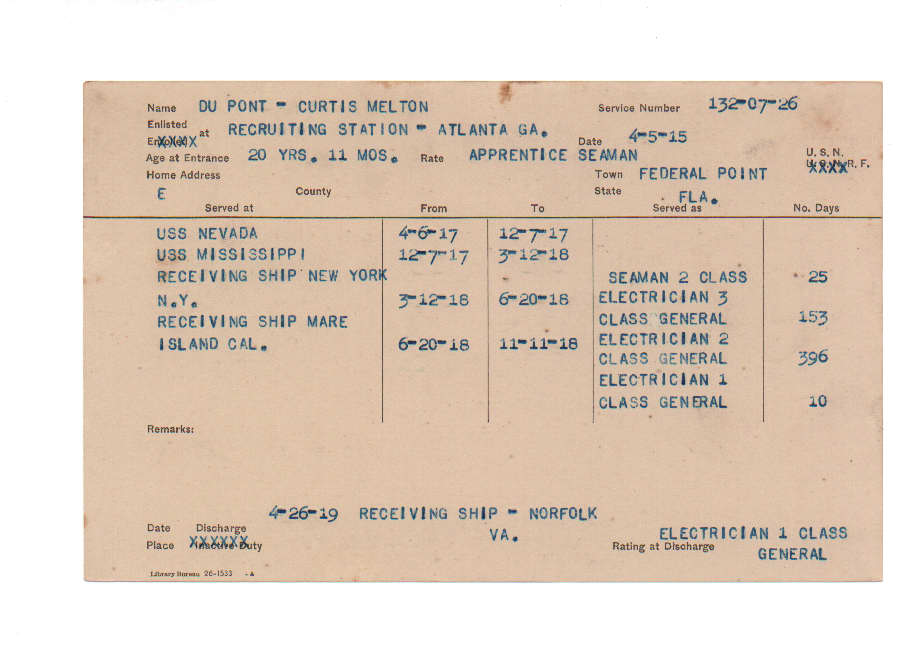 Name DU PONT - CURTIS MELTON Service Number 132-07-26
Enlisted
Enrolled at RECRUITING STATION - ATLANTA GA. Date 4-5-15
Age at Entrance 20 YRS. 11 MOS. Rate APPRENTICE SEAMAN U. S. N.
U. S. N. R. F.
Home Address Town FEDERAL POINT
E County State FLA.
Served at From To Served as No. Days
USS NEVADA 4-6-17 12-7-17
USS MISSISSIPPI 12-7-17 3-12-18
RECEIVING SHIP NEW YORK SEAMAN 2 CLASS 25
N.Y. 3-12-18 6-20-18 ELECTRICIAN 3
RECEIVING SHIP MARE CLASS GENERAL 153
ISLAND CAL. 6-20-18 11-11-18 ELECTRICIAN 2
CLASS GENERAL 396
ELECTRICIAN 1
CLASS GENERAL 10
Remarks:
4-26-19 RECEIVING SHIP - NORFOLK
VA.
Date Discharge ELECTRICIAN 1 CLASS
Place Inactive Duty Rating at Discharge GENERAL
Library Bureau 26-1533 - A